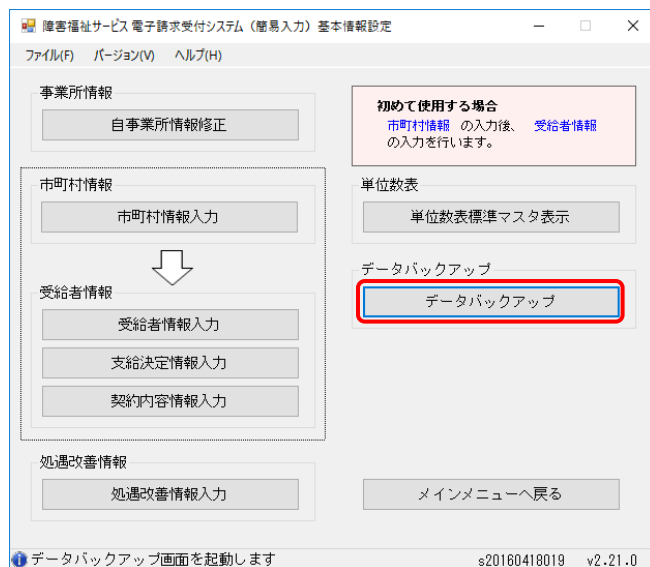 障害福祉サービス 電子請求受付システム（簡易入力） 基本情報設定
ファイル(F) バージョン(V) ヘルプ(H)
事業所情報
自事業所情報修正
初めて使用する場合
市町村情報 の入力後、 受給者情報
の入力を行います。
市町村情報
市町村情報入力
単位数表
単位数表標準マスタ表示
データバックアップ
データバックアップ
受給者情報
受給者情報入力
支給決定情報入力
契約内容情報入力
処遇改善情報
処遇改善情報入力
メインメニューへ戻る
データバックアップ画面を起動します
s20160418019 v2.21.0